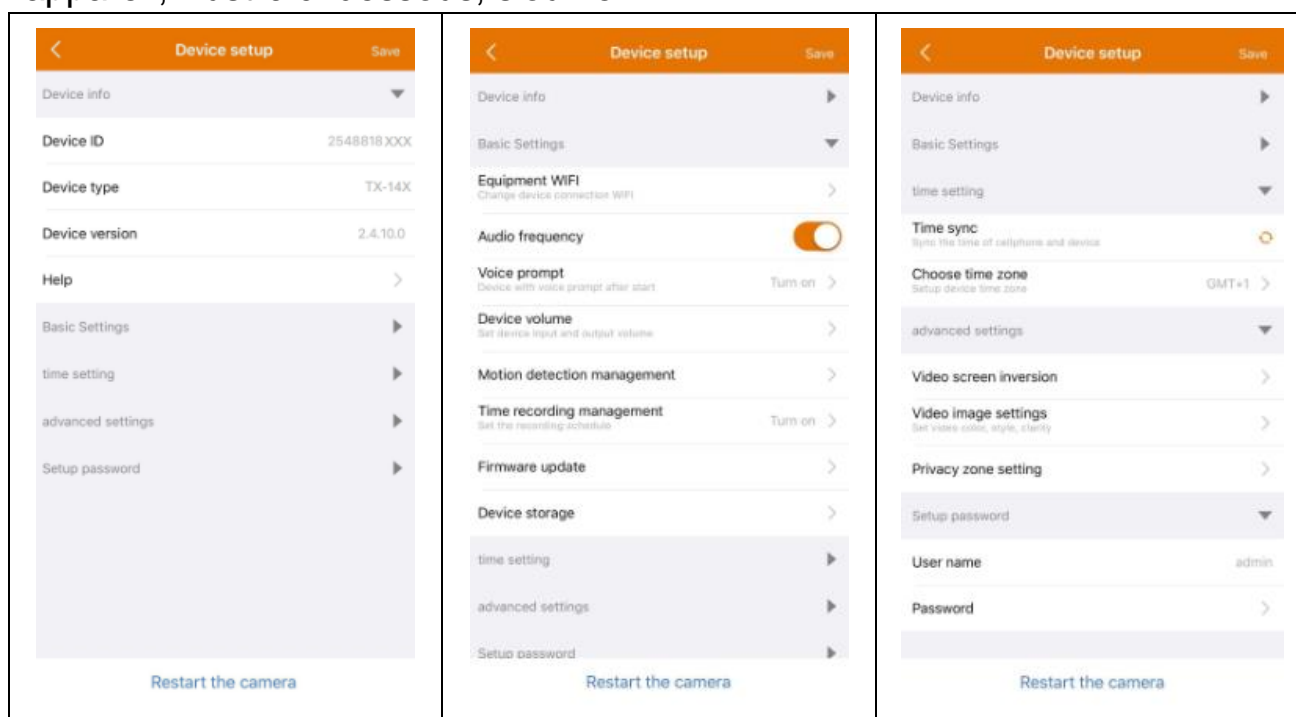 Device setup
Save
Device info
Device ID
2548818XXX
Device type
TX-14X
Device version
2.4.10.0
Help
Basic Settings
time setting
advanced settings
Setup password
Restart the camera
Device setup
Save
Device info
Basic Settings
Equipment WIFI
Change device connection WIFI
Audio frequency
Voice prompt
Turn on
Device with voice prompt after start
Device volume
Set device input and output volume
Motion detection management
Time recording management
Turn on
Set the recording schedule
Firmware update
Device storage
time setting
advanced settings
Setup password
Restart the camera
Device setup
Save
Device info
Basic Settings
time setting
Time sync
Sync the time of cellphone and device
Choose time zone
GMT+1
Setup device time zone
advanced settings
Video screen inversion
Video image settings
Set video color, style, clarity
Privacy zone setting
Setup password
User name
admin
Password
Restart the camera